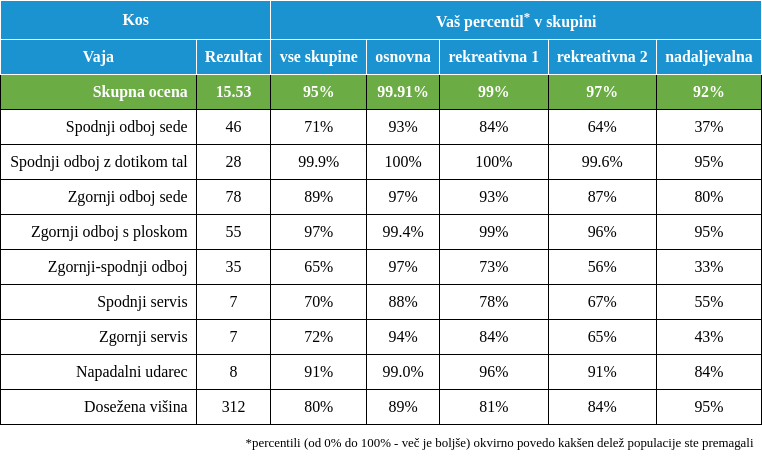 Kos Vaš percentil* v skupini
Vaja Rezultat vse skupine osnovna rekreativna 1 rekreativna 2 nadaljevalna
Skupna ocena 15.53 95% 99.91% 99% 97% 92%
Spodnji odboj sede 46 71% 93% 84% 64% 37%
Spodnji odboj z dotikom tal 28 99.9% 100% 100% 99.6% 95%
Zgornji odboj sede 78 89% 97% 93% 87% 80%
Zgornji odboj s ploskom 55 97% 99.4% 99% 96% 95%
Zgornji-spodnji odboj 35 65% 97% 73% 56% 33%
Spodnji servis 7 70% 88% 78% 67% 55%
Zgornji servis 7 72% 94% 84% 65% 43%
Napadalni udarec 8 91% 99.0% 96% 91% 84%
Dosežena višina 312 80% 89% 81% 84% 95%
*percentili (od 0% do 100% - več je boljše) okvirno povedo kakšen delež populacije ste premagali